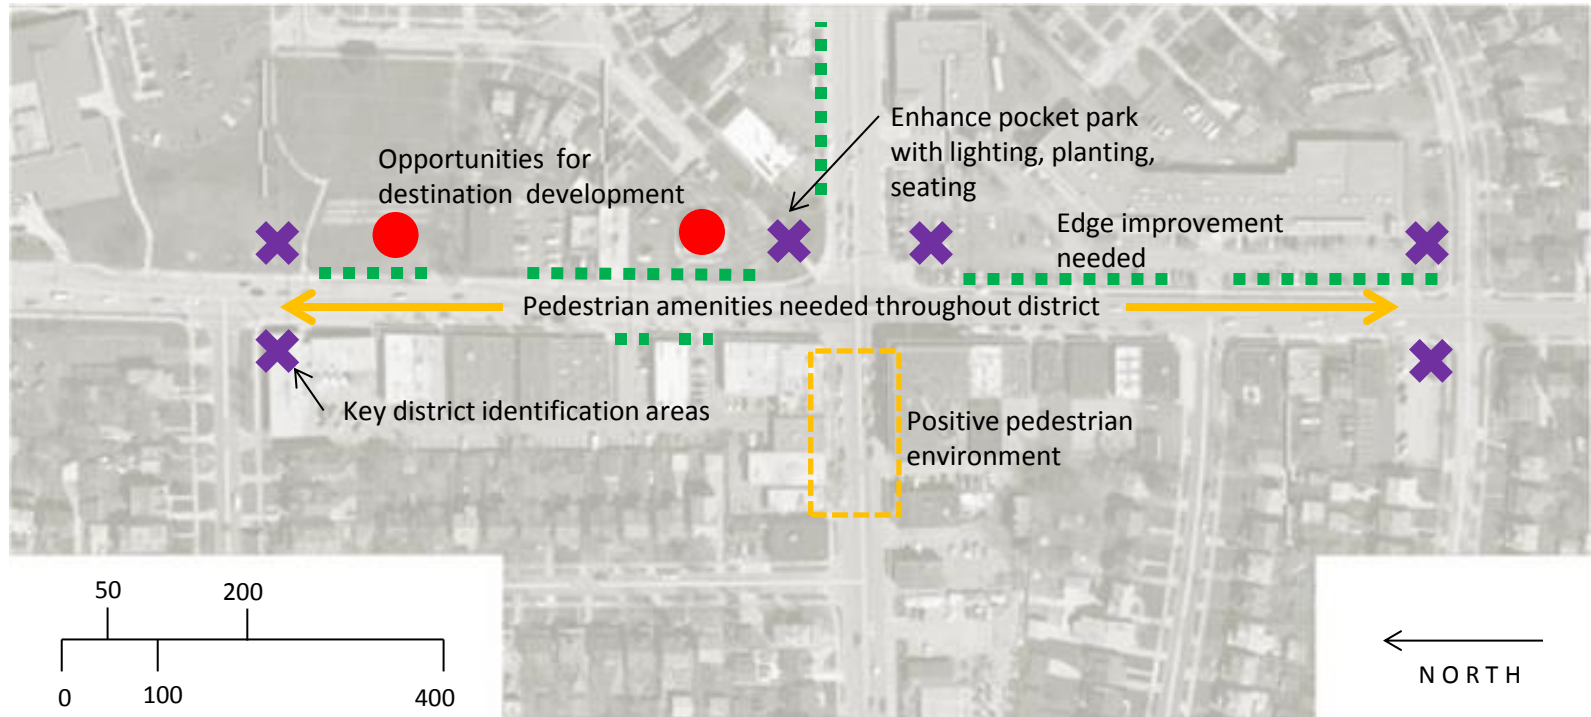 Enhance pocket park
with lighting, planting,
seating
Opportunities for
destination development
Edge improvement
needed
Pedestrian amenities needed throughout district
Key district identification areas
Positive pedestrian
environment
50
200
0
100
400
NORTH